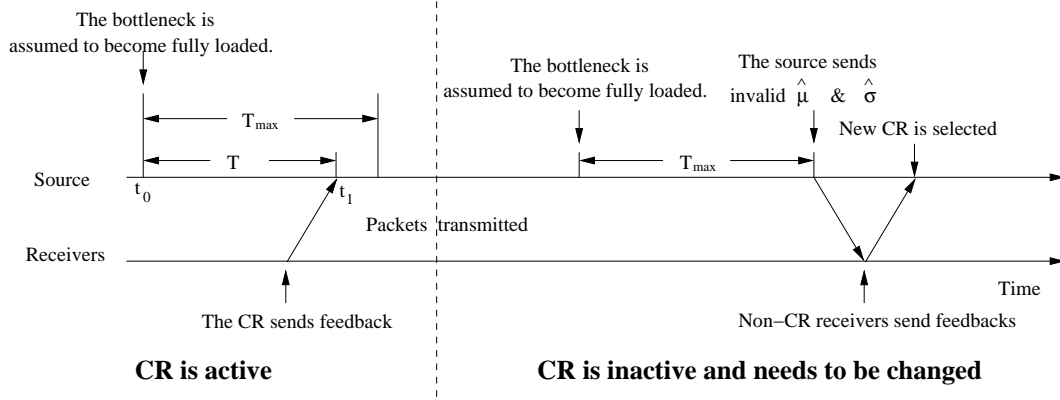 The bottleneck is
assumed to become fully loaded.
T_max
T
Source
t_0
t_1
Packets transmitted
Receivers
The CR sends feedback
CR is active
The bottleneck is
assumed to become fully loaded.
The source sends
invalid μ̂ & σ̂
New CR is selected
T_max
Time
Non−CR receivers send feedbacks
CR is inactive and needs to be changed